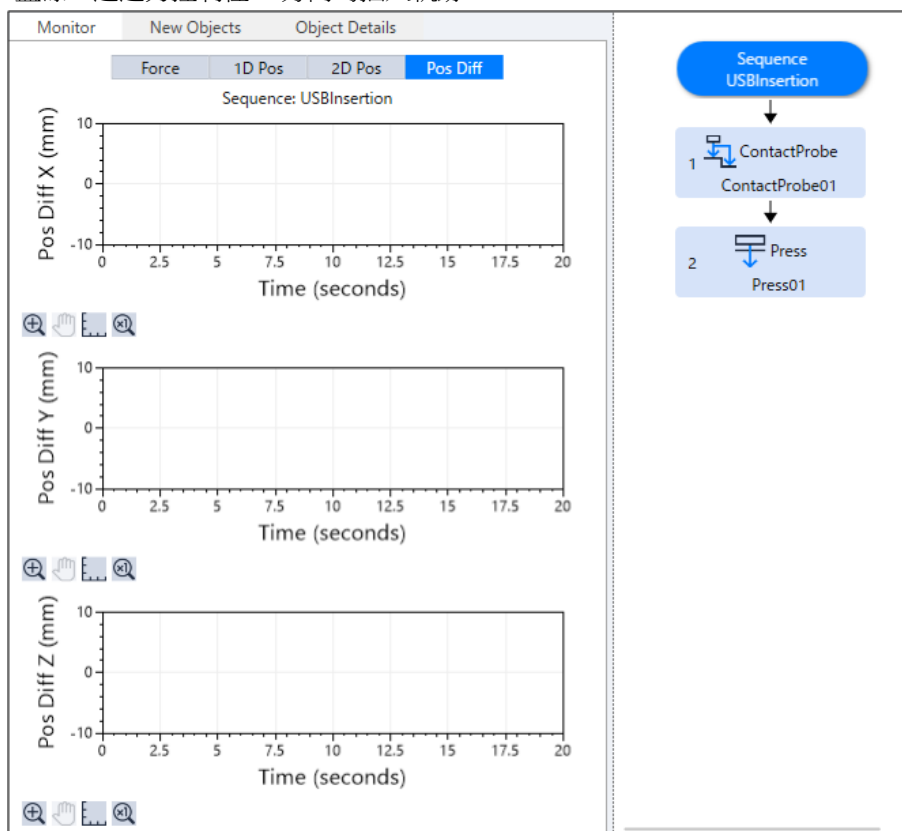 Monitor New Objects Object Details
Force 1D Pos 2D Pos Pos Diff
Sequence: USBInsertion
Pos Diff X (mm)
10
0
-10
0 2.5 5 7.5 10 12.5 15 17.5 20
Time (seconds)
Pos Diff Y (mm)
10
0
-10
0 2.5 5 7.5 10 12.5 15 17.5 20
Time (seconds)
Pos Diff Z (mm)
10
0
-10
0 2.5 5 7.5 10 12.5 15 17.5 20
Time (seconds)
Sequence
USBInsertion
1 ContactProbe
ContactProbe01
2 Press
Press01